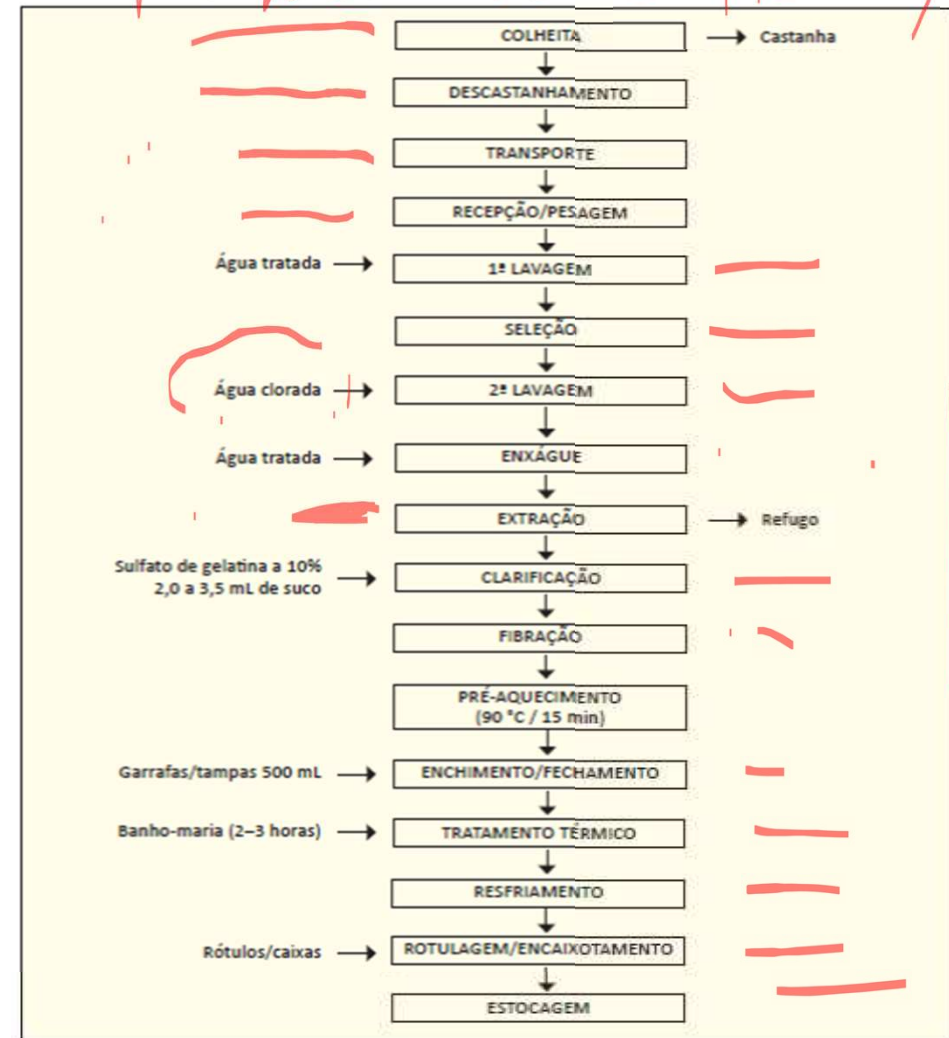 COLHEITA
Castanha
DESCASTANHAMENTO
TRANSPORTE
RECEPÇÃO/PESAGEM
Água tratada
1ª LAVAGEM
SELEÇÃO
Água clorada
2ª LAVAGEM
Água tratada
ENXÁGUE
EXTRAÇÃO
Refugo
Sulfato de gelatina a 10%
2,0 a 3,5 mL de suco
CLARIFICAÇÃO
FIBRAÇÃO
PRÉ-AQUECIMENTO
(90 °C / 15 min)
Garrafas/tampas 500 mL
ENCHIMENTO/FECHAMENTO
Banho-maria (2–3 horas)
TRATAMENTO TÉRMICO
RESFRIAMENTO
Rótulos/caixas
ROTULAGEM/ENCAIXOTAMENTO
ESTOCAGEM